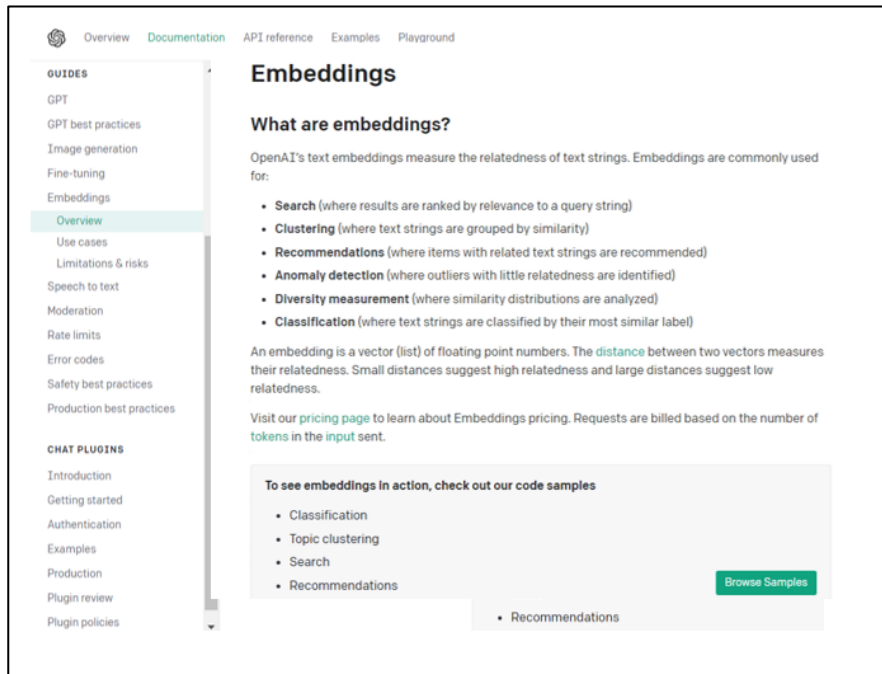 Overview Documentation API reference Examples Playground
GUIDES
GPT
GPT best practices
Image generation
Fine-tuning
Embeddings
Overview
Use cases
Limitations & risks
Speech to text
Moderation
Rate limits
Error codes
Safety best practices
Production best practices
CHAT PLUGINS
Introduction
Getting started
Authentication
Examples
Production
Plugin review
Plugin policies
Embeddings
What are embeddings?
OpenAI's text embeddings measure the relatedness of text strings. Embeddings are commonly used
for:
• Search (where results are ranked by relevance to a query string)
• Clustering (where text strings are grouped by similarity)
• Recommendations (where items with related text strings are recommended)
• Anomaly detection (where outliers with little relatedness are identified)
• Diversity measurement (where similarity distributions are analyzed)
• Classification (where text strings are classified by their most similar label)
An embedding is a vector (list) of floating point numbers. The distance between two vectors measures
their relatedness. Small distances suggest high relatedness and large distances suggest low
relatedness.
Visit our pricing page to learn about Embeddings pricing. Requests are billed based on the number of
tokens in the input sent.
To see embeddings in action, check out our code samples
• Classification
• Topic clustering
• Search
• Recommendations
Browse Samples
• Recommendations